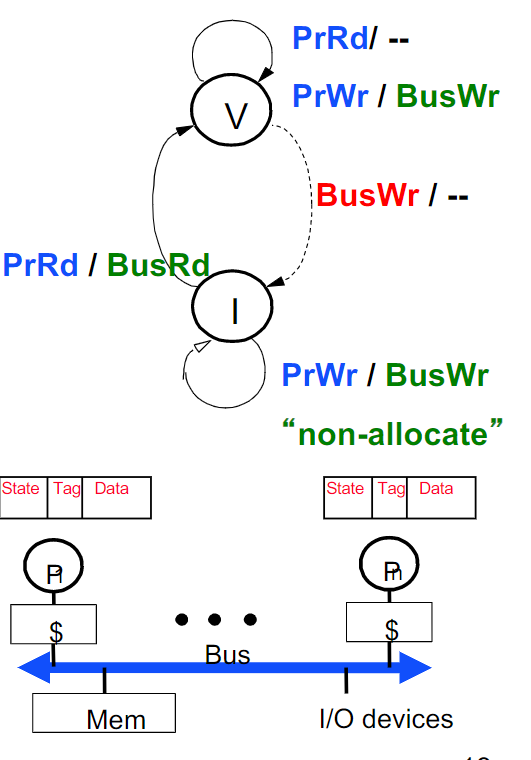 PrRd/ --
V
PrWr / BusWr
BusWr / --
PrRd / BusRd
I
PrWr / BusWr
“non-allocate”
State Tag Data
State Tag Data
P1
Pn
$
$
Bus
Mem
I/O devices